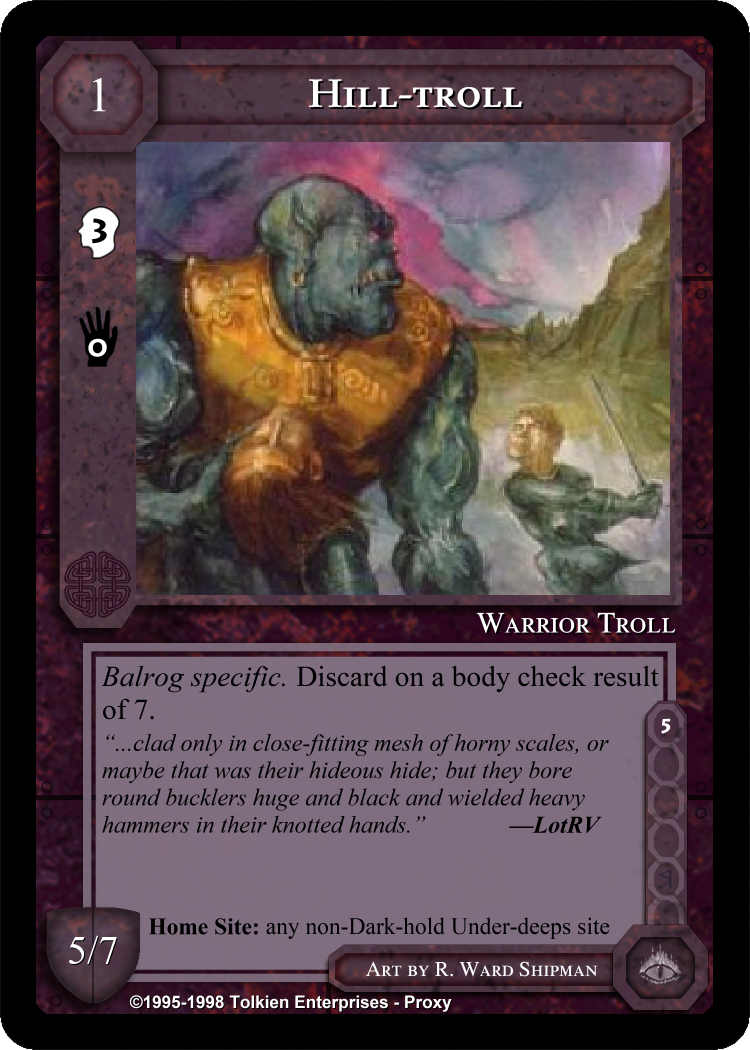 1
HILL-TROLL
3
0
WARRIOR TROLL
Balrog specific. Discard on a body check result
of 7.
“...clad only in close-fitting mesh of horny scales, or
maybe that was their hideous hide; but they bore
round bucklers huge and black and wielded heavy
hammers in their knotted hands.” —LotRV
5
Home Site: any non-Dark-hold Under-deeps site
5/7
ART BY R. WARD SHIPMAN
©1995-1998 Tolkien Enterprises - Proxy